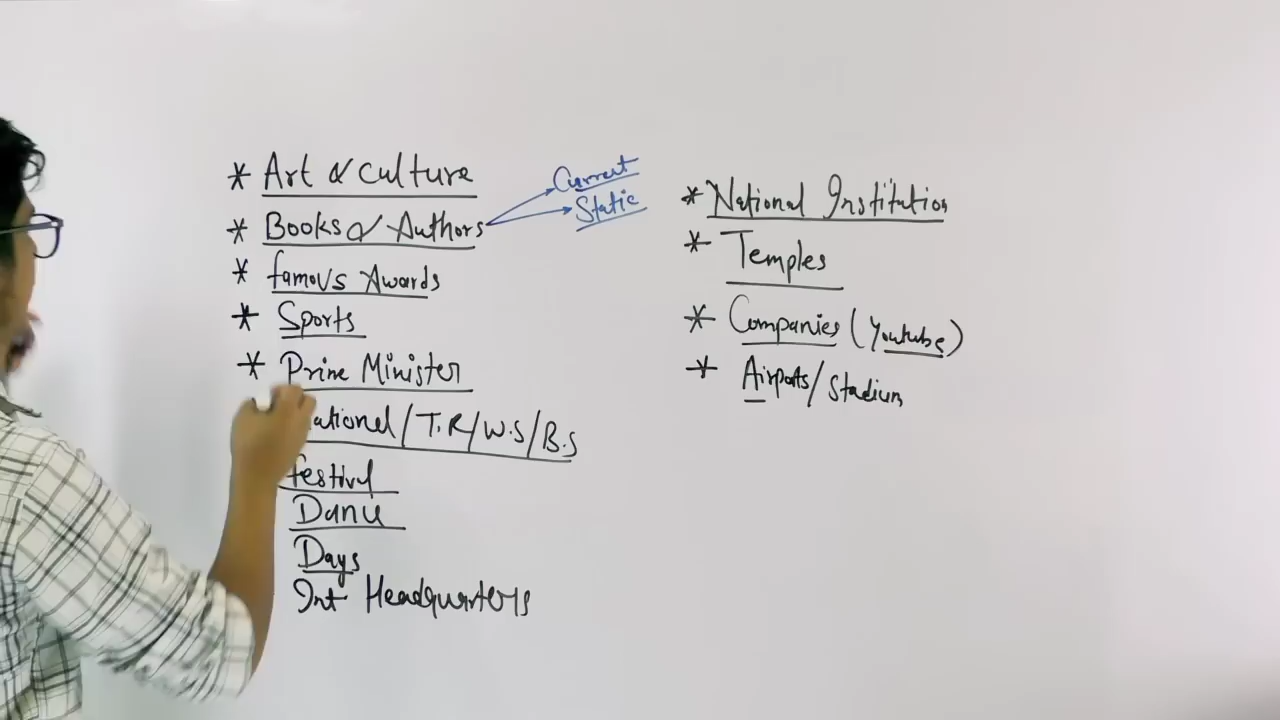 * Art & Culture
* Books & Authors
Current
Static
* famous Awards
* Sports
* Prime Minister
ational / T.R / W.S / B.S
festivl
Dance
Days
Int Headquarters
* National Institution
* Temples
* Companies (Youtube)
* Airports / Stadium